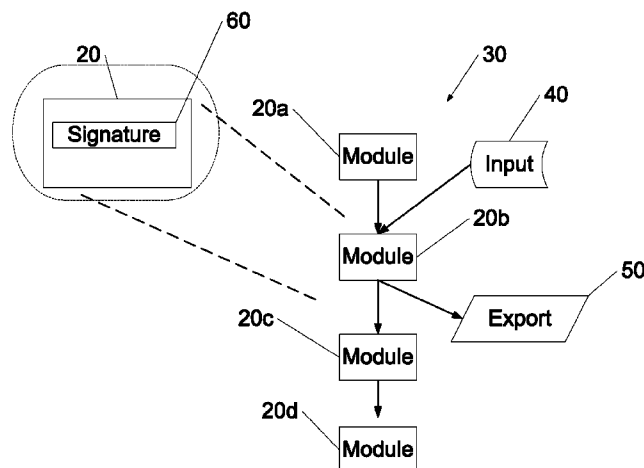 60
20
30
Signature
20a
40
Module
Input
20b
Module
50
20c
Export
Module
20d
Module